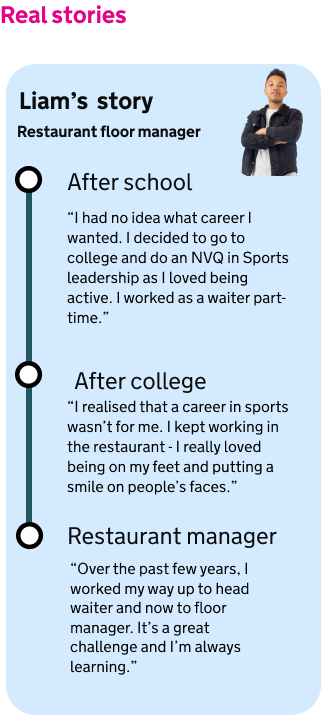 Real stories
Liam's story
Restaurant floor manager
After school
“I had no idea what career I
wanted. I decided to go to
college and do an NVQ in Sports
leadership as I loved being
active. I worked as a waiter part-
time.”
After college
“I realised that a career in sports
wasn’t for me. I kept working in
the restaurant - I really loved
being on my feet and putting a
smile on people’s faces.”
Restaurant manager
“Over the past few years, I
worked my way up to head
waiter and now to floor
manager. It’s a great
challenge and I’m always
learning.”